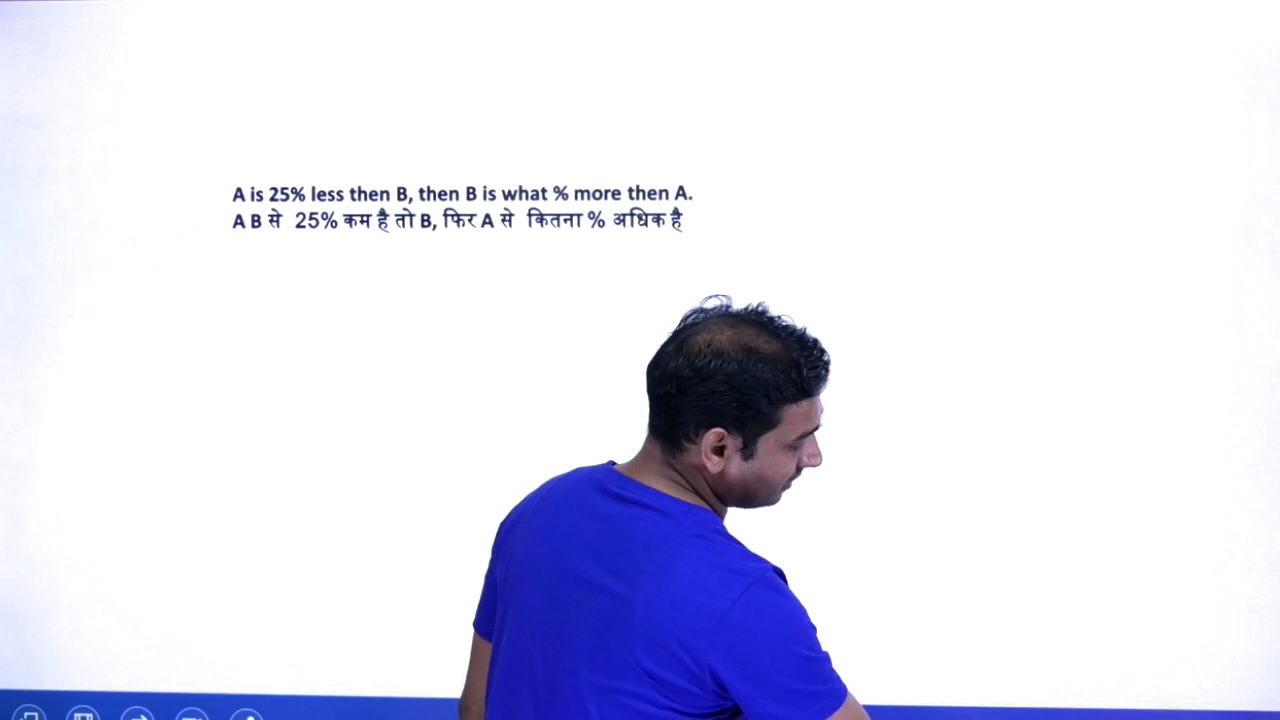 A is 25% less then B, then B is what % more then A.
A B से 25% कम है तो B, फिर A से कितना % अधिक है